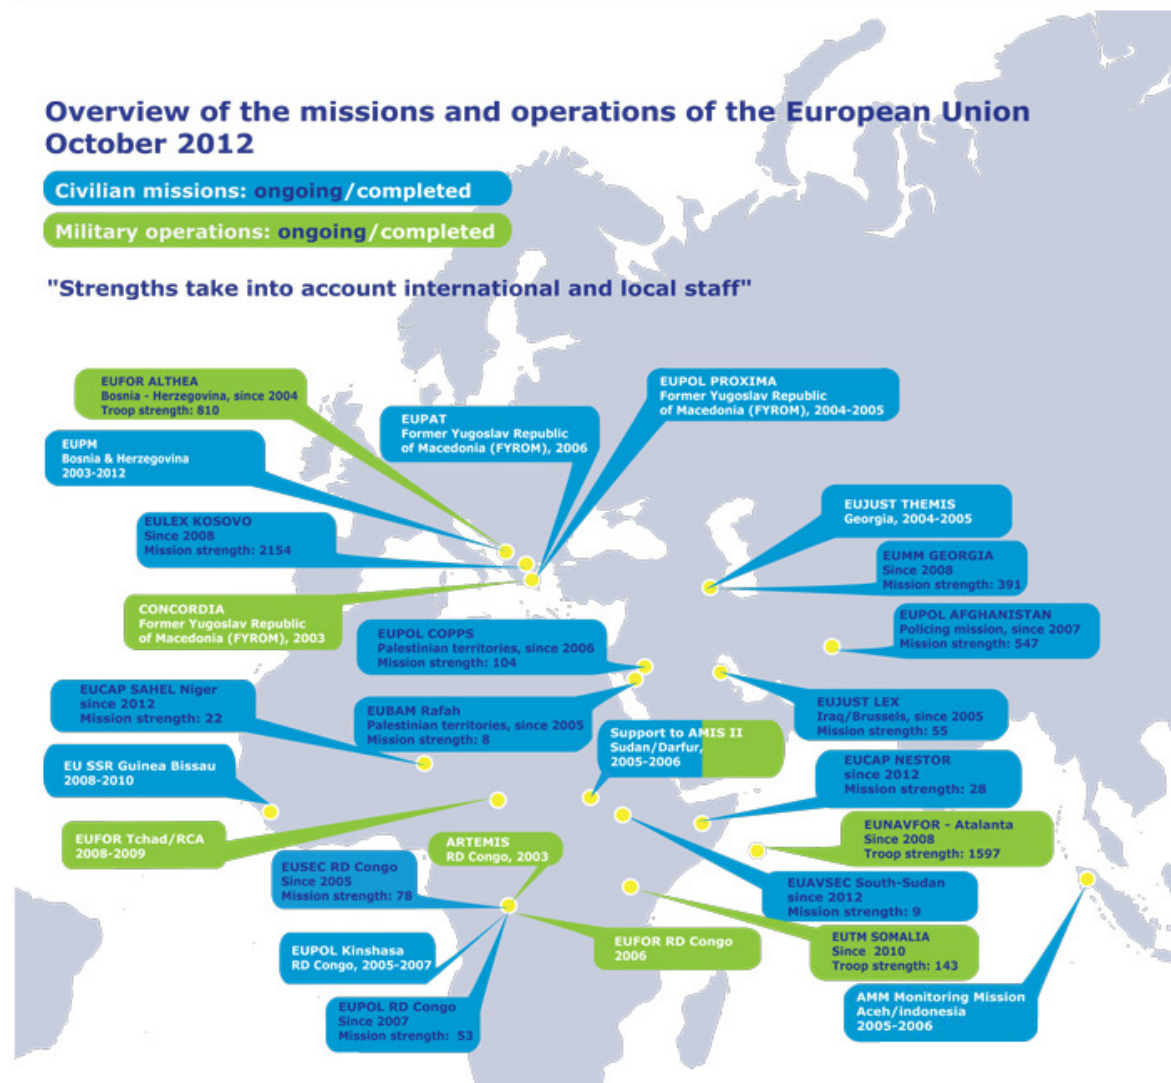 Overview of the missions and operations of the European Union
October 2012
Civilian missions: ongoing/completed
Military operations: ongoing/completed
"Strengths take into account international and local staff"
EUFOR ALTHEA
Bosnia - Herzegovina, since 2004
Troop strength: 810
EUPOL PROXIMA
Former Yugoslav Republic
of Macedonia (FYROM), 2004-2005
EUPAT
Former Yugoslav Republic
of Macedonia (FYROM), 2006
EUPM
Bosnia & Herzegovina
2003-2012
EUJUST THEMIS
Georgia, 2004-2005
EULEX KOSOVO
Since 2008
Mission strength: 2154
EUMM GEORGIA
Since 2008
Mission strength: 391
CONCORDIA
Former Yugoslav Republic
of Macedonia (FYROM), 2003
EUPOL AFGHANISTAN
Policing mission, since 2007
Mission strength: 547
EUPOL COPPS
Palestinian territories, since 2006
Mission strength: 104
EUCAP SAHEL Niger
since 2012
Mission strength: 22
EUBAM Rafah
Palestinian territories, since 2005
Mission strength: 8
EUJUST LEX
Iraq/Brussels, since 2005
Mission strength: 55
Support to AMIS II
Sudan/Darfur,
2005-2006
EU SSR Guinea Bissau
2008-2010
EUCAP NESTOR
since 2012
Mission strength: 28
EUFOR Tchad/RCA
2008-2009
EUNAVFOR - Atalanta
Since 2008
Troop strength: 1597
ARTEMIS
RD Congo, 2003
EUSEC RD Congo
Since 2005
Mission strength: 78
EUAVSEC South-Sudan
since 2012
Mission strength: 9
EUPOL Kinshasa
RD Congo, 2005-2007
EUFOR RD Congo
2006
EUTM SOMALIA
Since 2010
Troop strength: 143
EUPOL RD Congo
Since 2007
Mission strength: 53
AMM Monitoring Mission
Aceh/indonesia
2005-2006